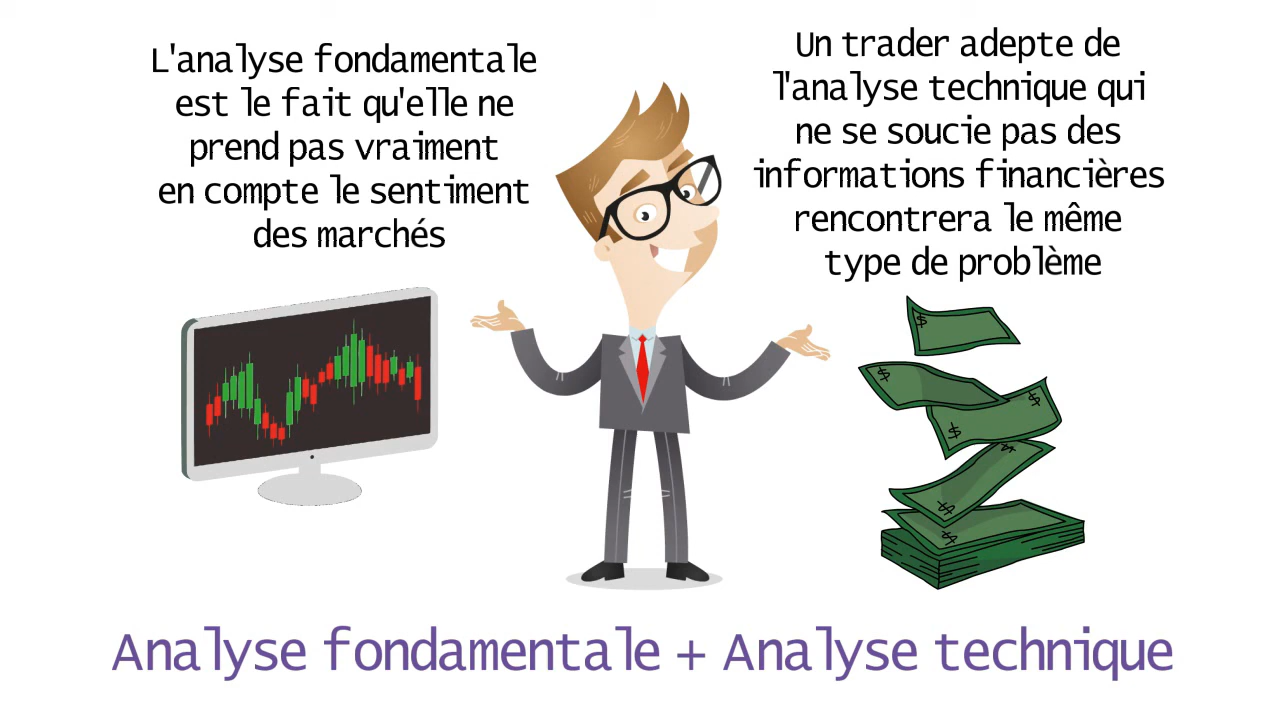 L'analyse fondamentale
est le fait qu'elle ne
prend pas vraiment
en compte le sentiment
des marchés
Un trader adepte de
l'analyse technique qui
ne se soucie pas des
informations financières
rencontrera le même
type de problème
$
$
$
$
$
$
$
Analyse fondamentale + Analyse technique